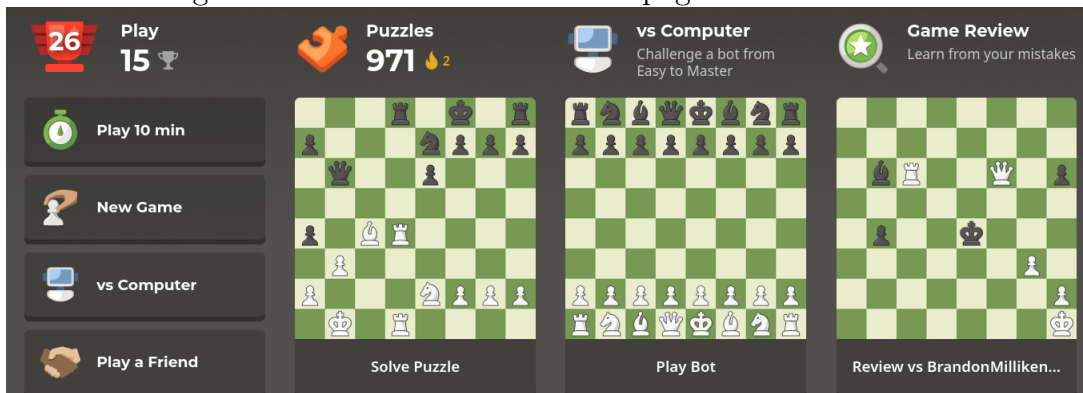 26
Play
15
Puzzles
971 2
vs Computer
Challenge a bot from
Easy to Master
Game Review
Learn from your mistakes
Play 10 min
New Game
vs Computer
Play a Friend
Solve Puzzle
Play Bot
Review vs BrandonMilliken...